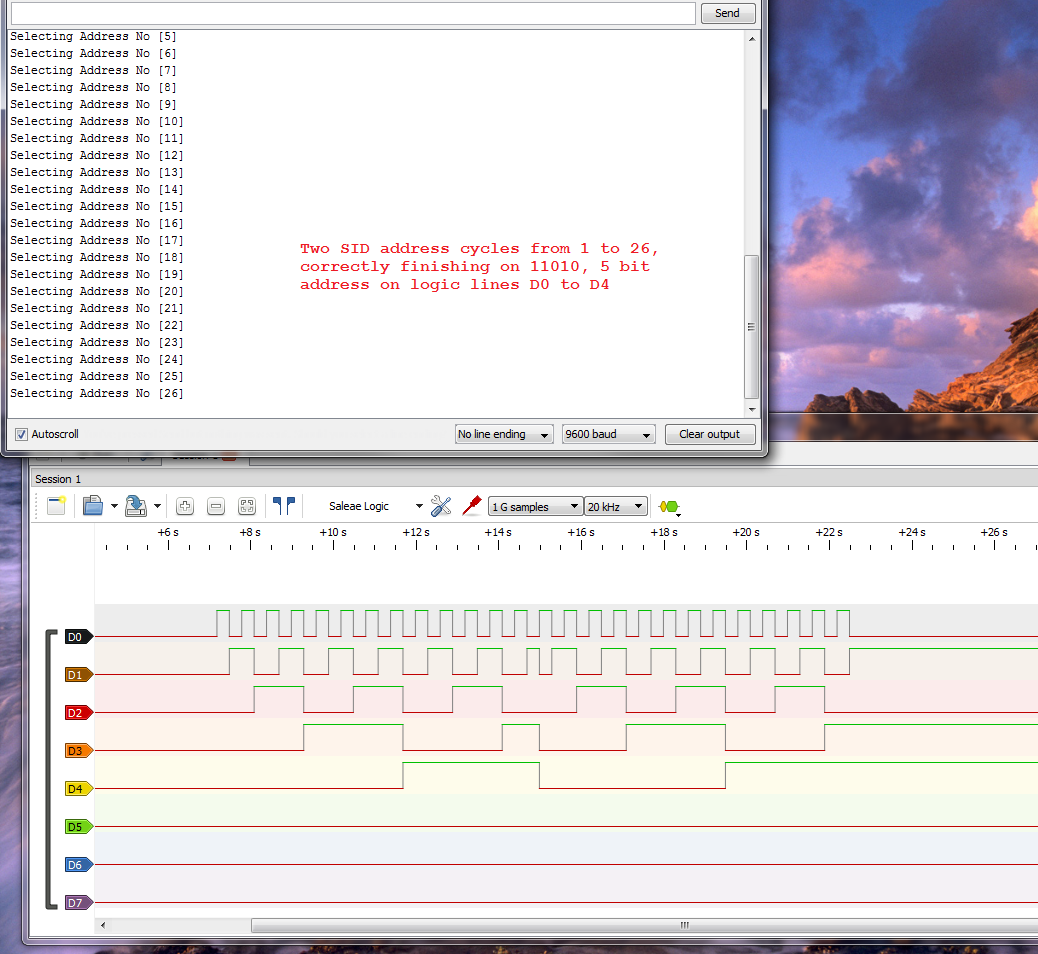 Send
Selecting Address No [5]
Selecting Address No [6]
Selecting Address No [7]
Selecting Address No [8]
Selecting Address No [9]
Selecting Address No [10]
Selecting Address No [11]
Selecting Address No [12]
Selecting Address No [13]
Selecting Address No [14]
Selecting Address No [15]
Selecting Address No [16]
Selecting Address No [17]
Selecting Address No [18]
Selecting Address No [19]
Selecting Address No [20]
Selecting Address No [21]
Selecting Address No [22]
Selecting Address No [23]
Selecting Address No [24]
Selecting Address No [25]
Selecting Address No [26]
Two SID address cycles from 1 to 26,
correctly finishing on 11010, 5 bit
address on logic lines D0 to D4
Autoscroll No line ending 9600 baud Clear output
Session 1
Saleae Logic 1 G samples 20 kHz
+6 s +8 s +10 s +12 s +14 s +16 s +18 s +20 s +22 s +24 s +26 s
D0
D1
D2
D3
D4
D5
D6
D7